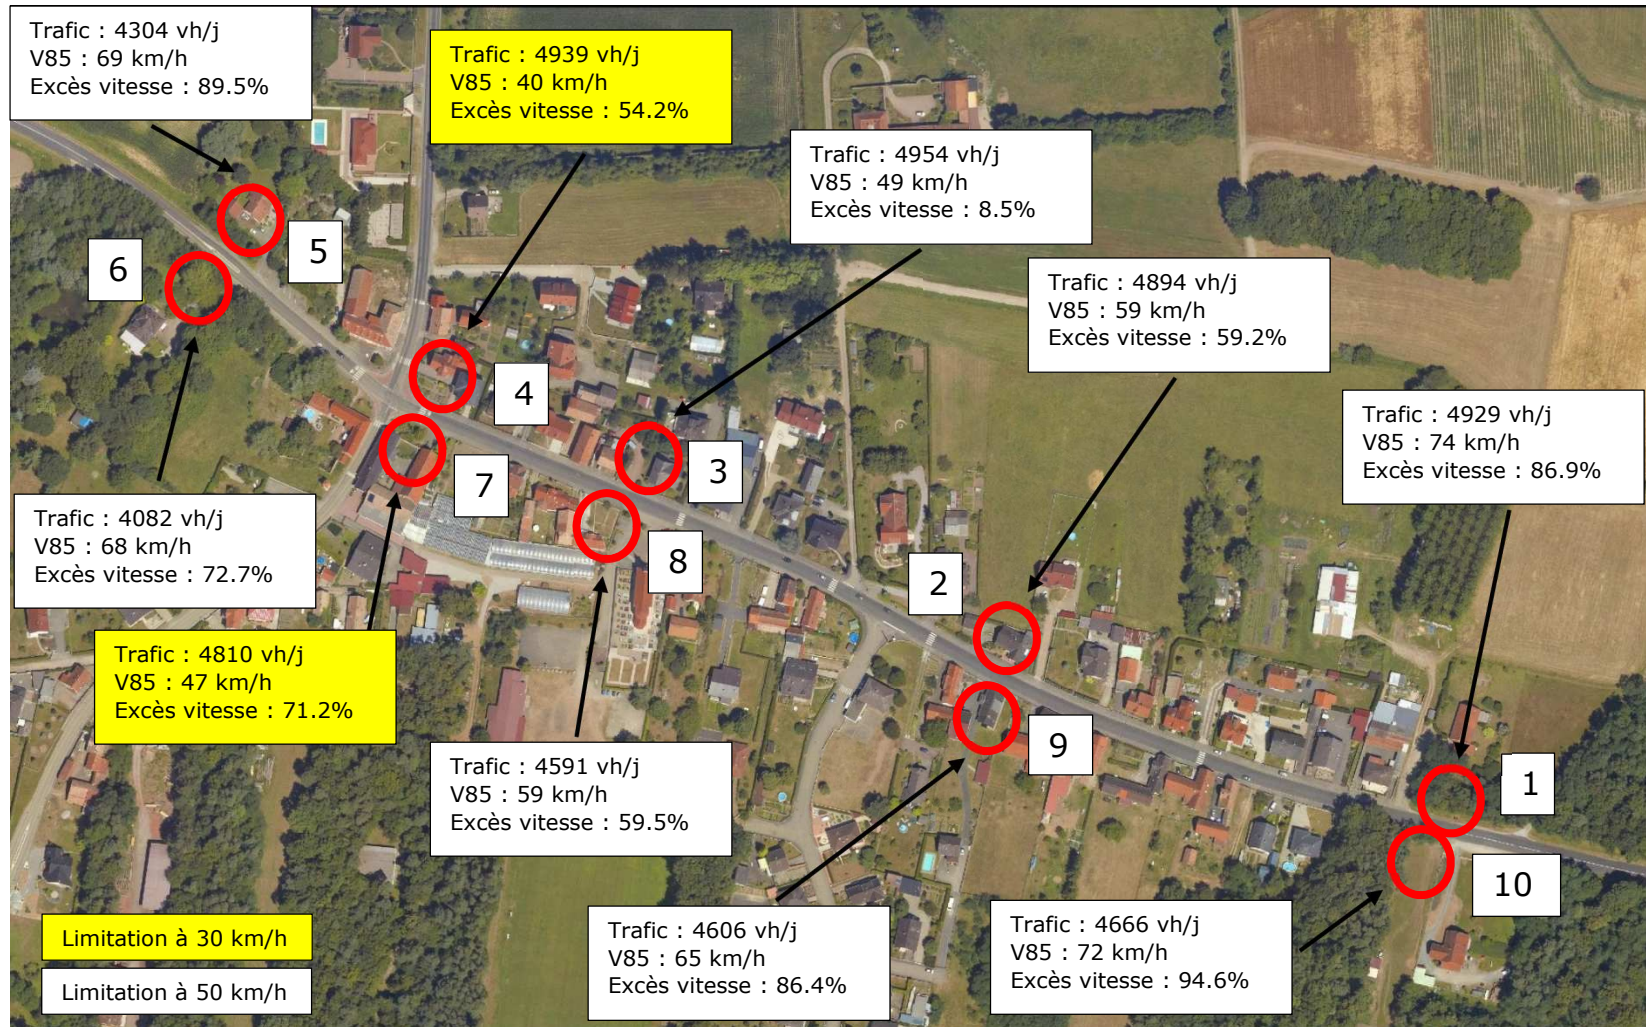 Trafic : 4304 vh/j
V85 : 69 km/h
Excès vitesse : 89.5%
Trafic : 4939 vh/j
V85 : 40 km/h
Excès vitesse : 54.2%
Trafic : 4954 vh/j
V85 : 49 km/h
Excès vitesse : 8.5%
Trafic : 4894 vh/j
V85 : 59 km/h
Excès vitesse : 59.2%
Trafic : 4929 vh/j
V85 : 74 km/h
Excès vitesse : 86.9%
5
6
4
3
7
8
2
9
1
10
Trafic : 4082 vh/j
V85 : 68 km/h
Excès vitesse : 72.7%
Trafic : 4810 vh/j
V85 : 47 km/h
Excès vitesse : 71.2%
Trafic : 4591 vh/j
V85 : 59 km/h
Excès vitesse : 59.5%
Trafic : 4606 vh/j
V85 : 65 km/h
Excès vitesse : 86.4%
Trafic : 4666 vh/j
V85 : 72 km/h
Excès vitesse : 94.6%
Limitation à 30 km/h
Limitation à 50 km/h